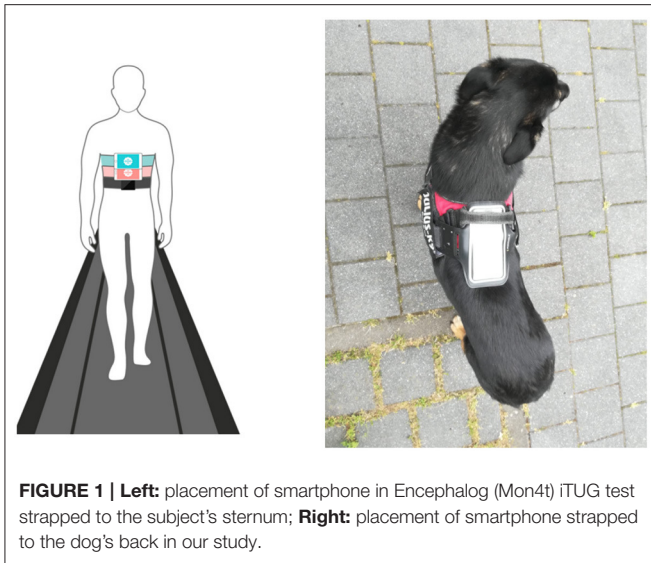 FIGURE 1 | Left: placement of smartphone in Encephalog (Mon4t) iTUG test
strapped to the subject's sternum; Right: placement of smartphone strapped
to the dog's back in our study.